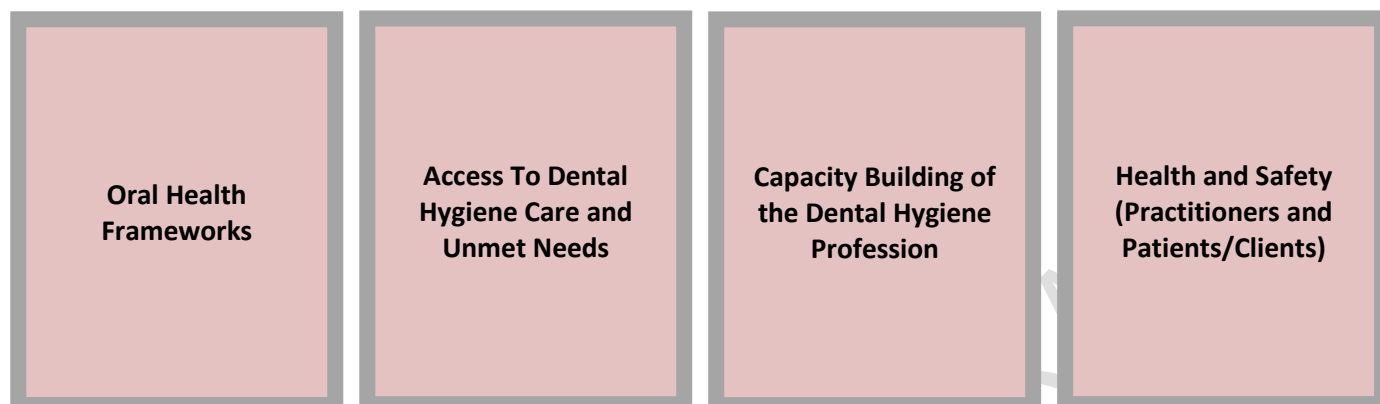 Oral Health
Frameworks
Access To Dental
Hygiene Care and
Unmet Needs
Capacity Building of
the Dental Hygiene
Profession
Health and Safety
(Practitioners and
Patients/Clients)